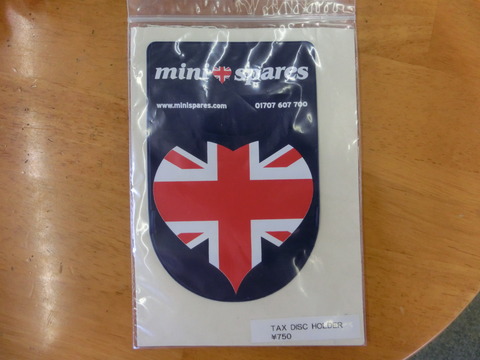 mini spares
www.minispares.com 01707 607 700
TAX DISC HOLDER
¥750